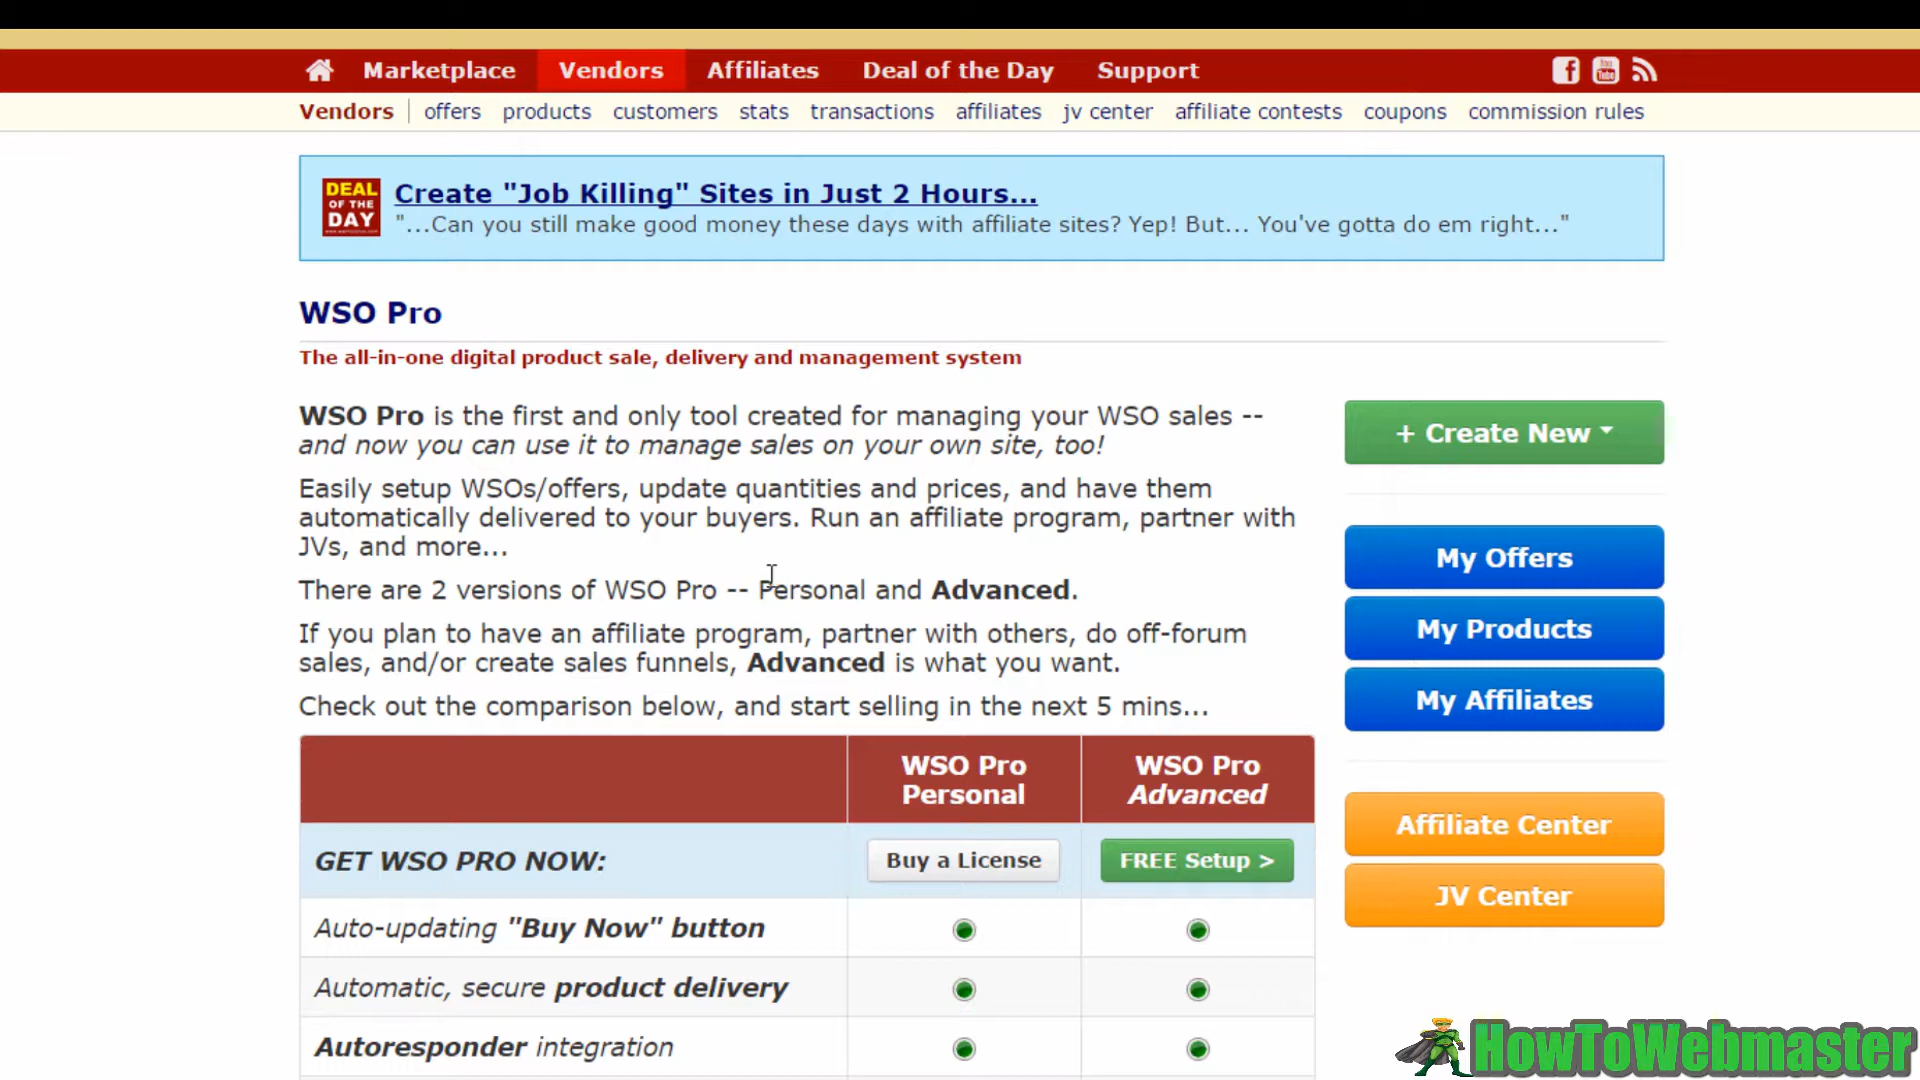 Marketplace Vendors Affiliates Deal of the Day Support
Vendors offers products customers stats transactions affiliates jv center affiliate contests coupons commission rules
DEAL OF THE DAY
Create "Job Killing" Sites in Just 2 Hours...
"...Can you still make good money these days with affiliate sites? Yep! But... You've gotta do em right..."
WSO Pro
The all-in-one digital product sale, delivery and management system
WSO Pro is the first and only tool created for managing your WSO sales --
and now you can use it to manage sales on your own site, too!
Easily setup WSOs/offers, update quantities and prices, and have them
automatically delivered to your buyers. Run an affiliate program, partner with
JVs, and more...
There are 2 versions of WSO Pro -- Personal and Advanced.
If you plan to have an affiliate program, partner with others, do off-forum
sales, and/or create sales funnels, Advanced is what you want.
Check out the comparison below, and start selling in the next 5 mins...
WSO Pro Personal
WSO Pro Advanced
GET WSO PRO NOW: Buy a License FREE Setup >
Auto-updating "Buy Now" button
Automatic, secure product delivery
Autoresponder integration
+ Create New
My Offers
My Products
My Affiliates
Affiliate Center
JV Center
HowToWebmaster